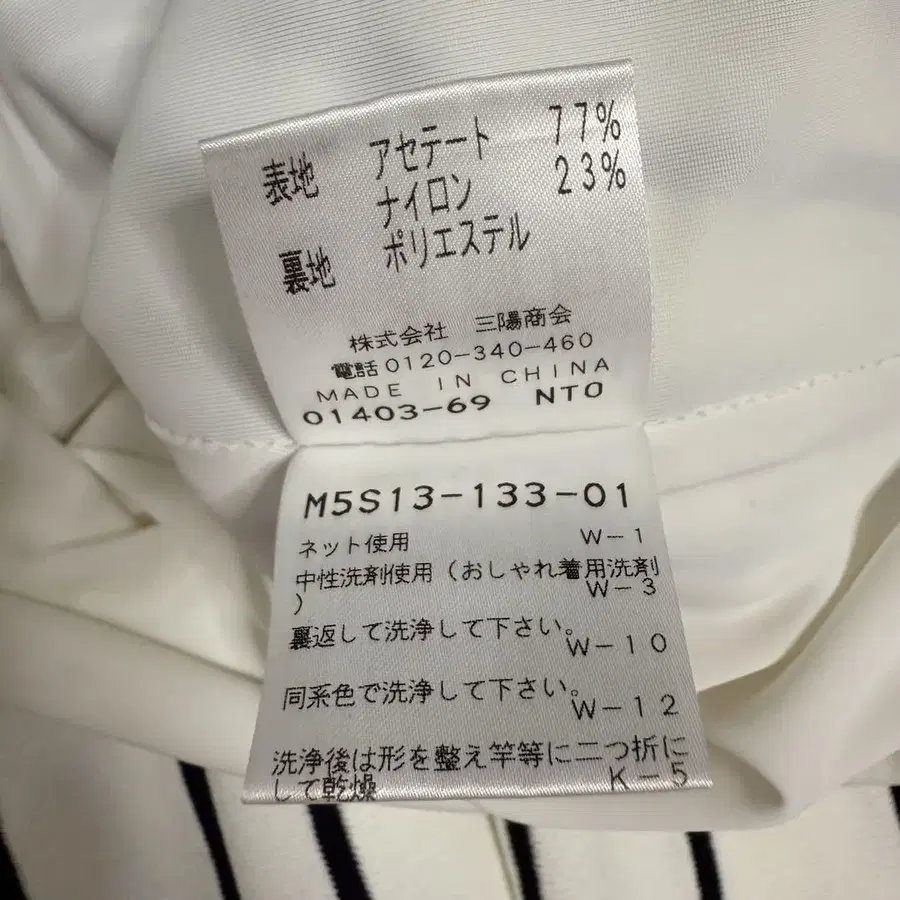 表地 アセテート 77%
ナイロン 23%
裏地 ポリエステル
株式会社 三陽商会
電話0120-340-460
MADE IN CHINA
01403-69 NTO
M5S13-133-01
ネット使用 W-1
中性洗剤使用(おしゃれ着用洗剤
) W-3
裏返して洗浄して下さい。
W-10
同系色で洗浄して下さい。
W-12
洗浄後は形を整え竿等に二つ折に
して乾燥 K-5